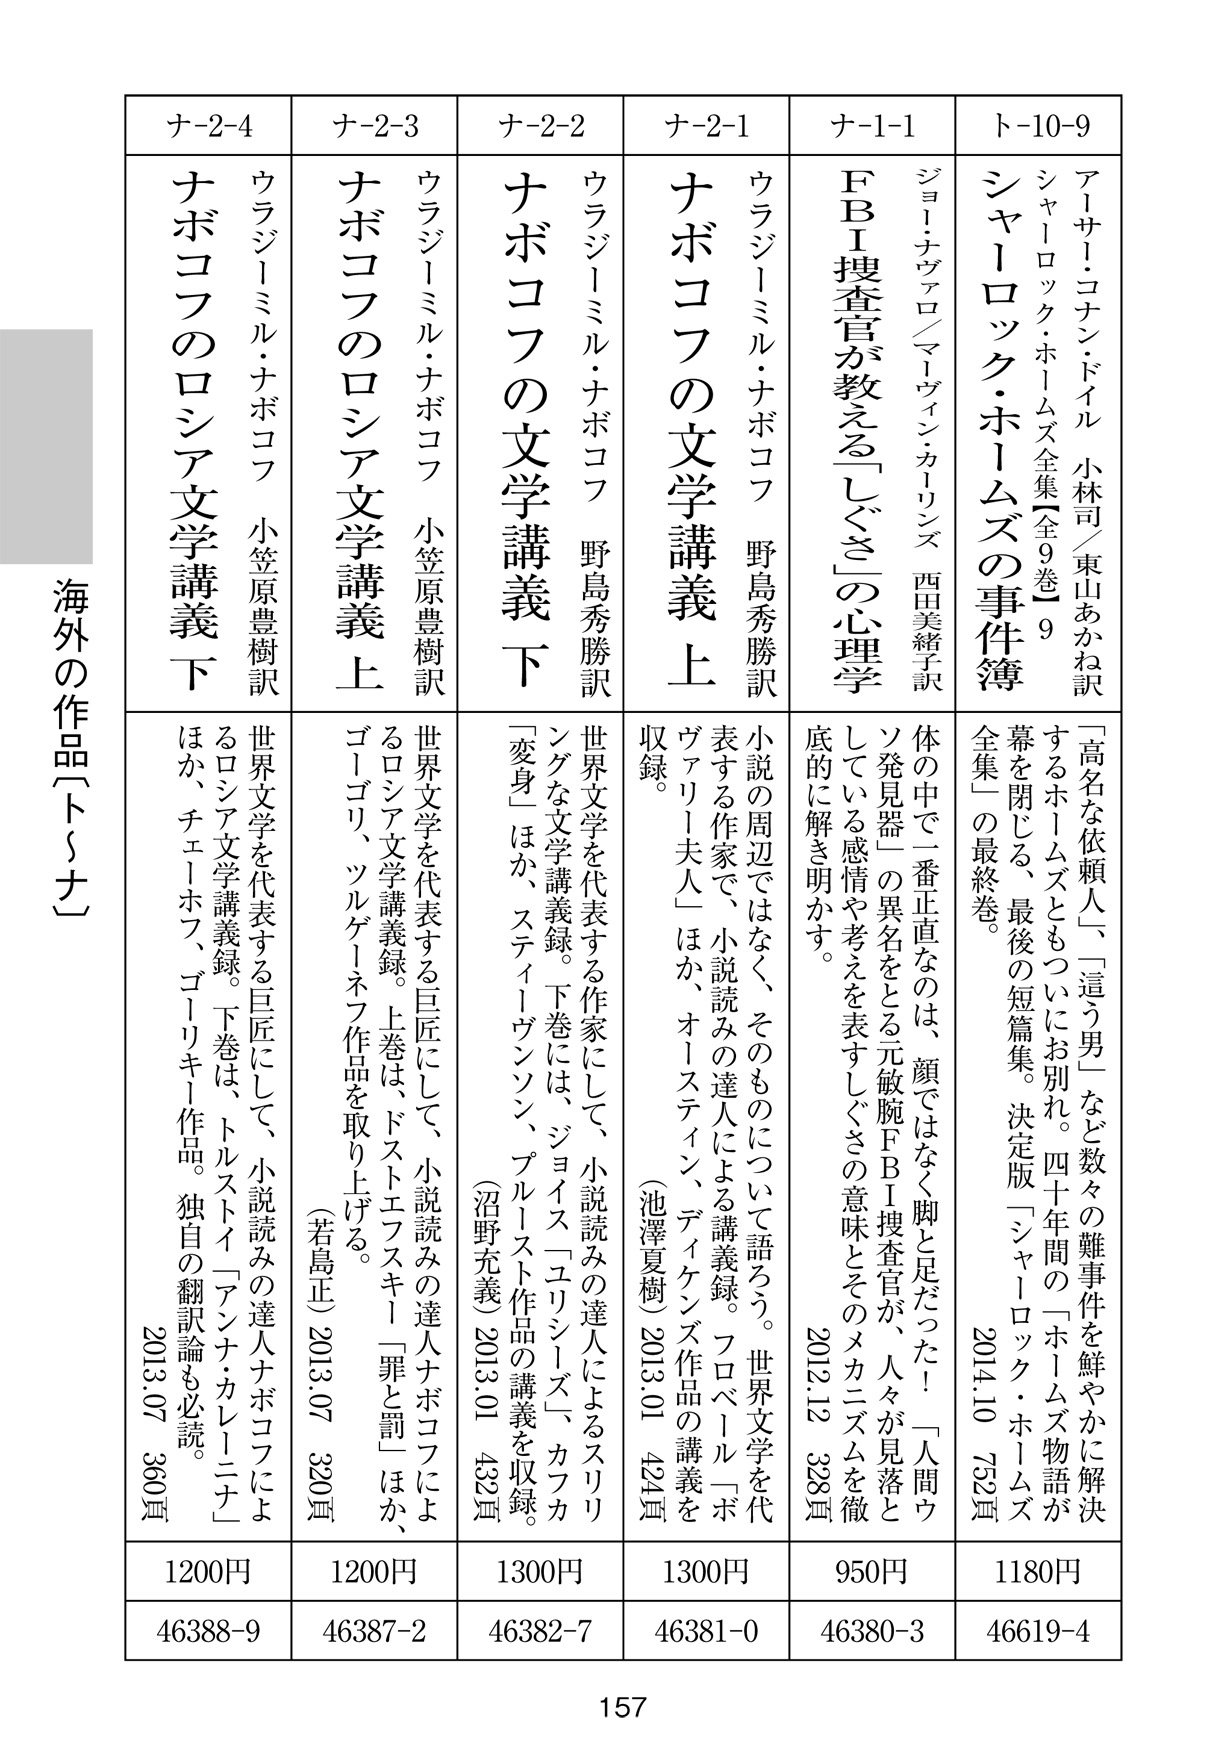 ト-10-9
アーサー・コナン・ドイル　小林司／東山あかね訳
シャーロック・ホームズ全集【全9巻】9
シャーロック・ホームズの事件簿
「高名な依頼人」、「這う男」など数々の難事件を鮮やかに解決
するホームズともついにお別れ。四十年間の「ホームズ物語が
幕を閉じる、最後の短篇集。決定版「シャーロック・ホームズ
全集」の最終巻。
2014.10　752頁
1180円
46619-4
ナ-1-1
ジョー・ナヴァロ／マーヴィン・カーリンズ　西田美緒子訳
FBI捜査官が教える「しぐさ」の心理学
体の中で一番正直なのは、顔ではなく脚と足だった！　「人間ウ
ソ発見器」の異名をとる元敏腕FBI捜査官が、人々が見落と
している感情や考えを表すしぐさの意味とそのメカニズムを徹
底的に解き明かす。
2012.12　328頁
950円
46380-3
ナ-2-1
ウラジーミル・ナボコフ　野島秀勝訳
ナボコフの文学講義 上
小説の周辺ではなく、そのものについて語ろう。世界文学を代
表する作家で、小説読みの達人による講義録。フロベール「ボ
ヴァリー夫人」ほか、オースティン、ディケンズ作品の講義を
収録。
（池澤夏樹）2013.01　424頁
1300円
46381-0
ナ-2-2
ウラジーミル・ナボコフ　野島秀勝訳
ナボコフの文学講義 下
世界文学を代表する作家にして、小説読みの達人によるスリリ
ングな文学講義録。下巻には、ジョイス「ユリシーズ」、カフカ
「変身」ほか、スティーヴンソン、プルースト作品の講義を収録。
（沼野充義）2013.01　432頁
1300円
46382-7
ナ-2-3
ウラジーミル・ナボコフ　小笠原豊樹訳
ナボコフのロシア文学講義 上
世界文学を代表する巨匠にして、小説読みの達人ナボコフによ
るロシア文学講義録。上巻は、ドストエフスキー「罪と罰」ほか、
ゴーゴリ、ツルゲーネフ作品を取り上げる。
（若島正）2013.07　320頁
1200円
46387-2
ナ-2-4
ウラジーミル・ナボコフ　小笠原豊樹訳
ナボコフのロシア文学講義 下
世界文学を代表する巨匠にして、小説読みの達人ナボコフによ
るロシア文学講義録。下巻は、トルストイ「アンナ・カレーニナ」
ほか、チェーホフ、ゴーリキー作品。独自の翻訳論も必読。
2013.07　360頁
1200円
46388-9
海外の作品〔ト～ナ〕
157